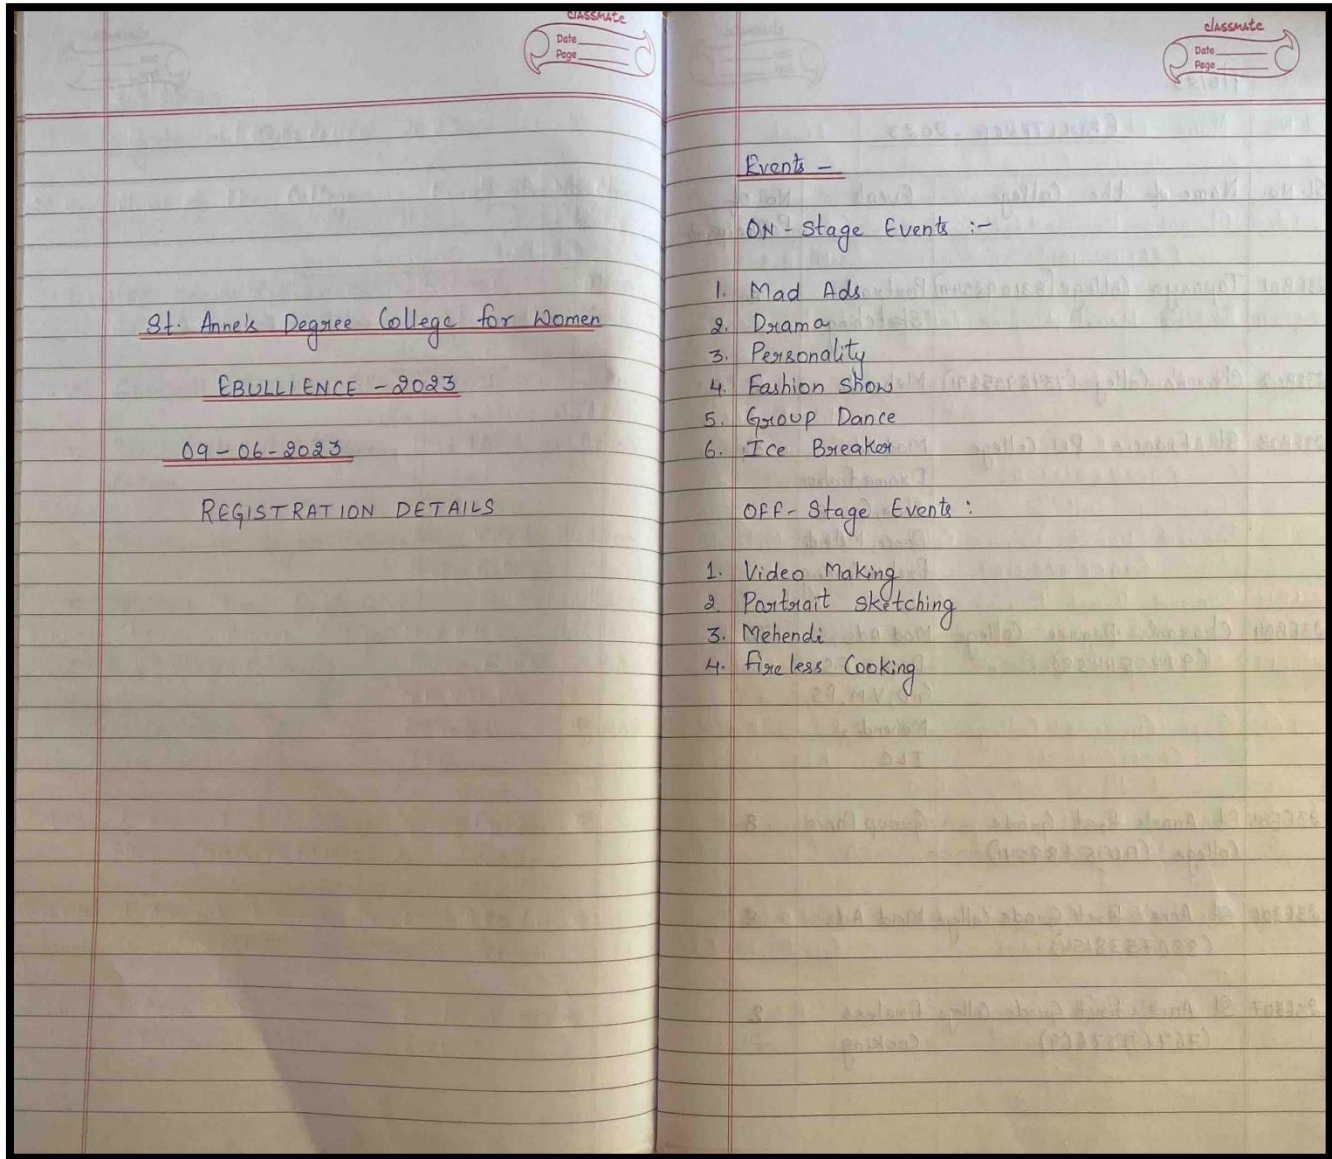 classmate
Date
Page
St. Anne's Degree College for Women
EBULLIENCE - 2023
09-06-2023
REGISTRATION DETAILS
classmate
Date
Page
Events -
ON - Stage Events :-
1. Mad Ads
2. Drama
3. Personality
4. Fashion Show
5. Group Dance
6. Ice Breaker
OFF - Stage Events :
1. Video Making
2 Portrait Sketching
3. Mehendi
4. Fireless Cooking